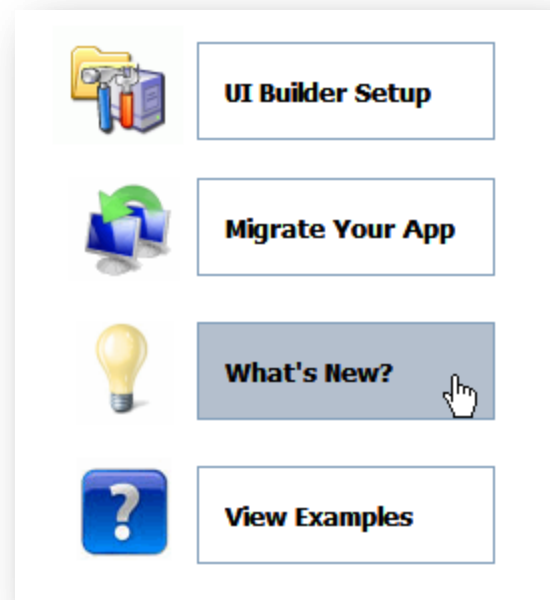 UI Builder Setup
Migrate Your App
What's New?
?
View Examples